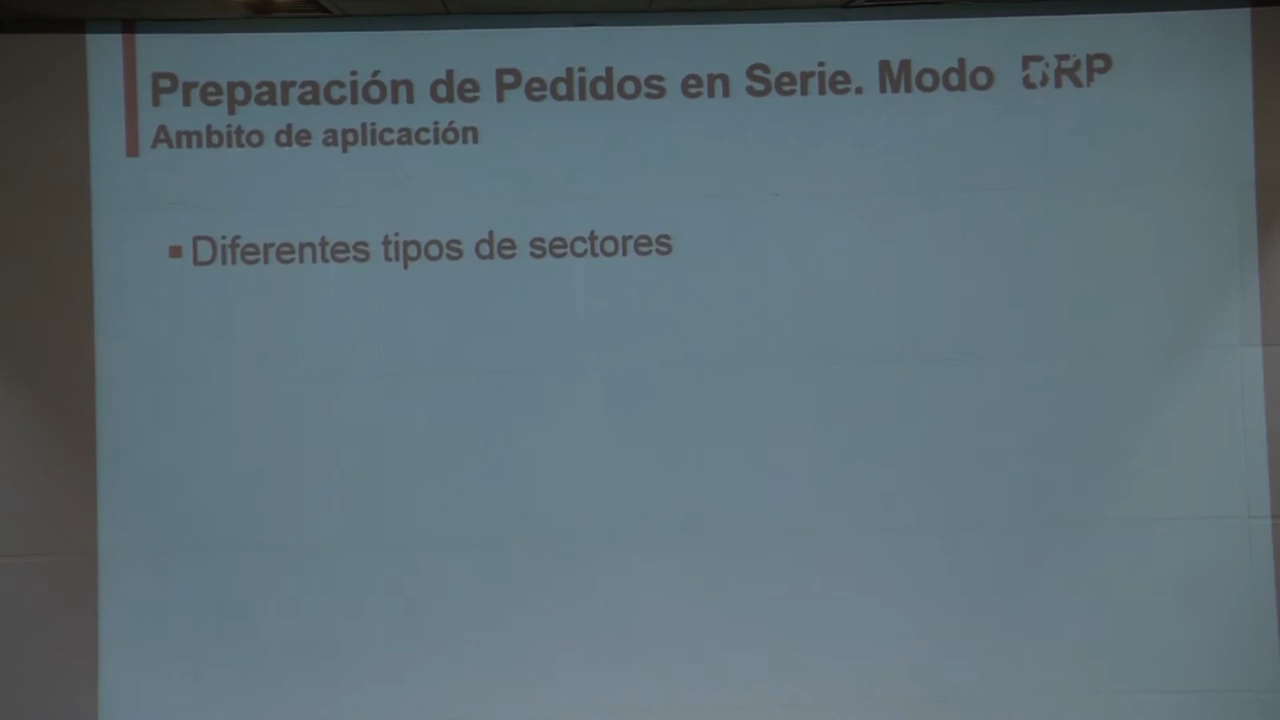 Preparación de Pedidos en Serie. Modo DRP
Ambito de aplicación
Diferentes tipos de sectores